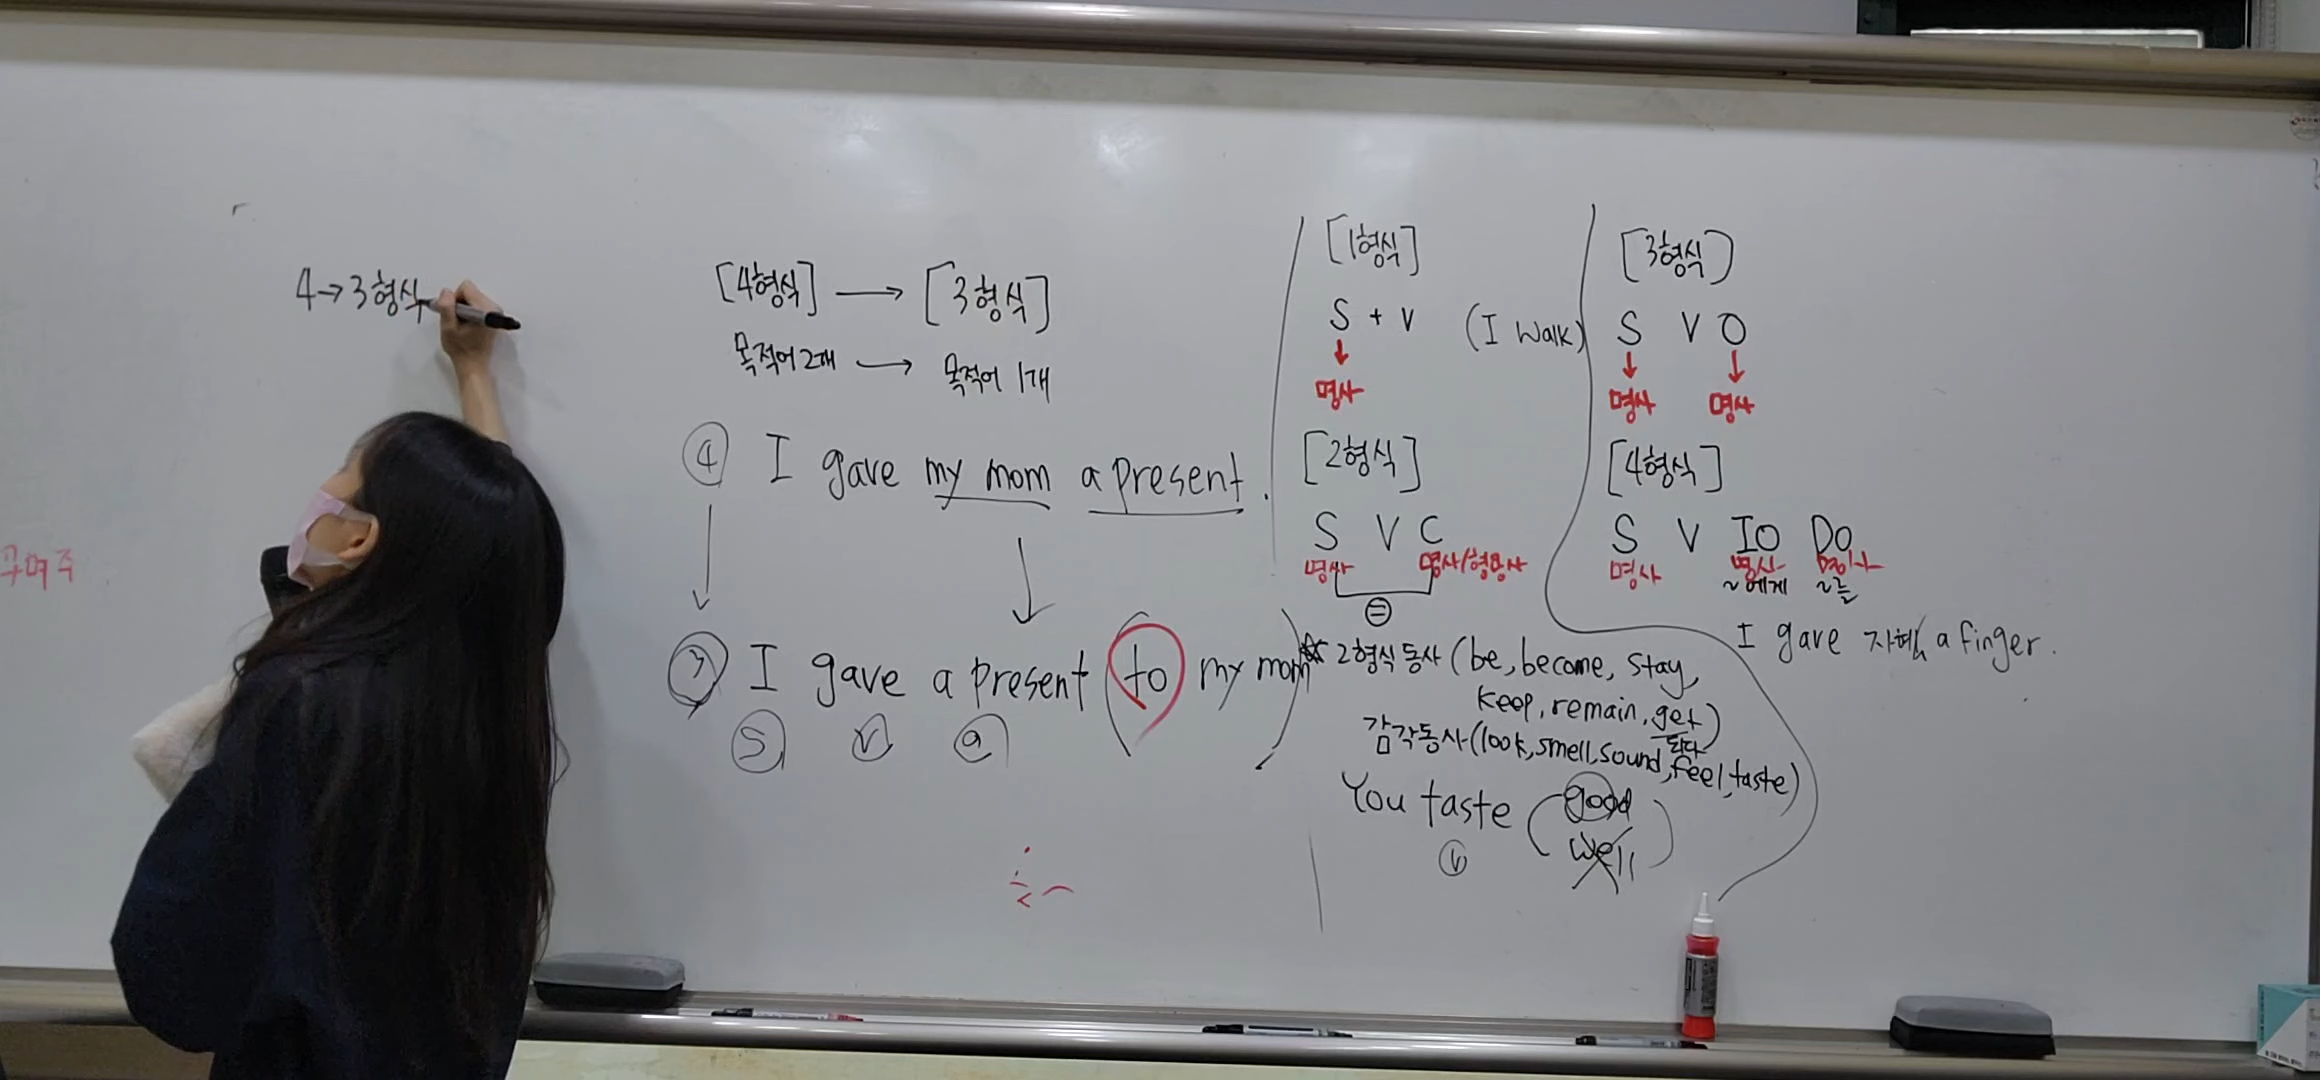 4→3형식
[4형식] → [3형식]
목적어 2개 → 목적어 1개
④ I gave my mom a present.
③ I gave a present (to my mom)
Ⓢ Ⓥ
[1형식]
S + V (I walk)
명사
[2형식]
S V C
명사 명사/형용사
=
☆ 2형식 동사 (be, become, stay,
keep, remain, get)
되다
감각동사 (look, smell, sound, feel, taste)
You taste (good
well)
ⓥ
[3형식]
S V O
명사 명사
[4형식]
S V IO DO
명사 명사 명사
~에게 ~를
I gave 자혜 a finger.